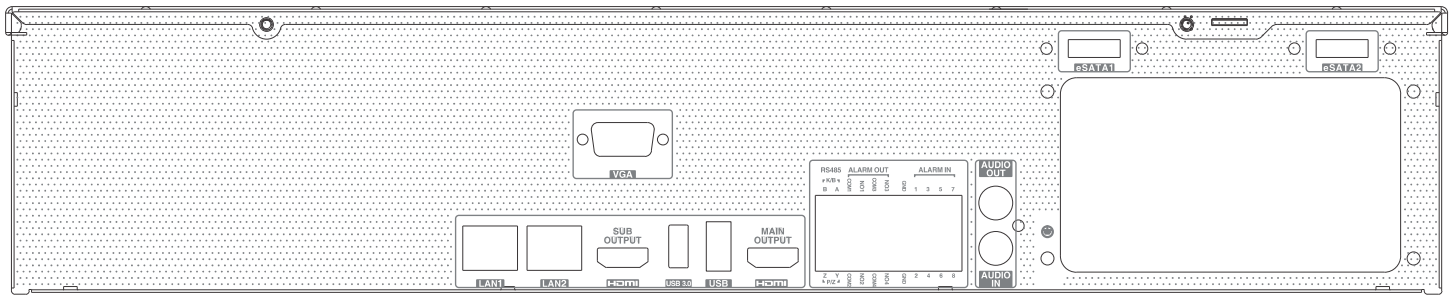 eSATA1
eSATA2
VGA
RS485 ALARM OUT ALARM IN
K/B
B A COM1 NO1 COM3 NO3 GND 1 3 5 7
Z Y COM2 NO2 COM4 NO4 GND 2 4 6 8
P/Z
AUDIO
OUT
AUDIO
IN
SUB
OUTPUT
MAIN
OUTPUT
LAN1
LAN2
HDMI
USB 3.0
USB
HDMI